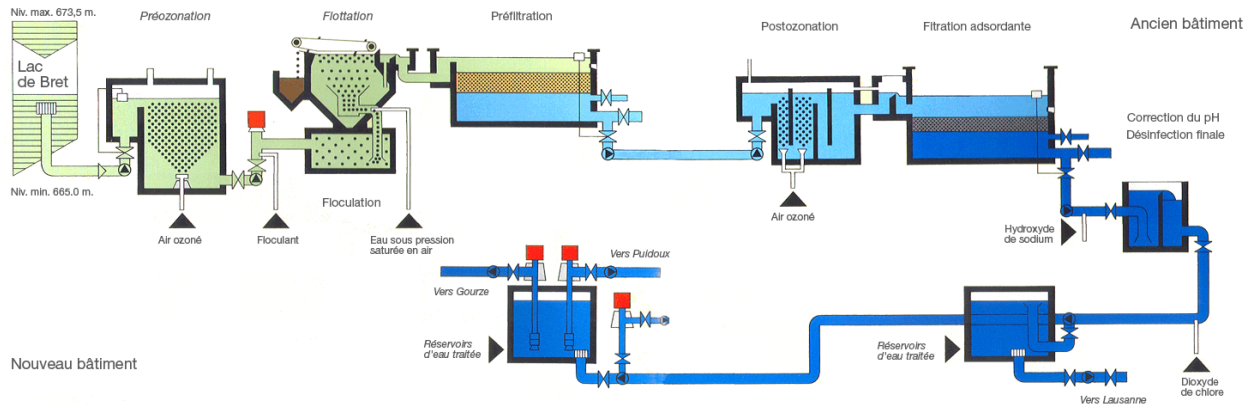 Niv. max. 673,5 m.
Préozonation
Flottation
Préfiltration
Postozonation
Filtration adsordante
Ancien bâtiment
Lac
de Bret
Correction du pH
Désinfection finale
Niv. min. 665.0 m.
Floculation
Air ozoné
Floculant
Eau sous pression
saturée en air
Air ozoné
Hydroxyde
de sodium
Vers Puidoux
Vers Gourze
Réservoirs
d'eau traitée
Réservoirs
d'eau traitée
Nouveau bâtiment
Dioxyde
de chlore
Vers Lausanne